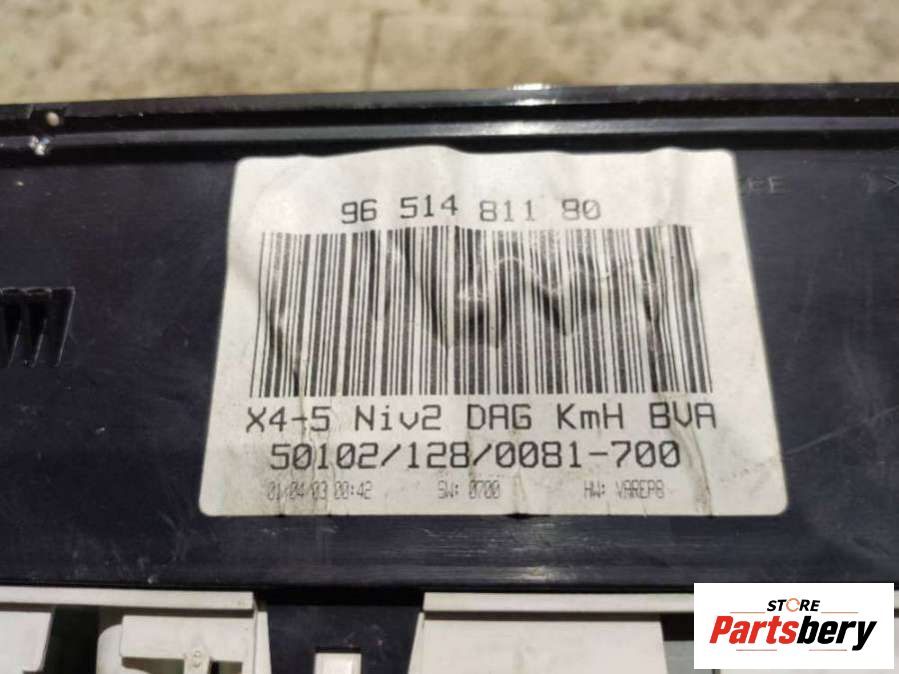 96 514 811 80
X4-5 Niv2 DAG KmH BVA
50102/128/0081-700
01/04/03 00:42 SW: 0700 HW: VAREP8
STORE
Partsbery